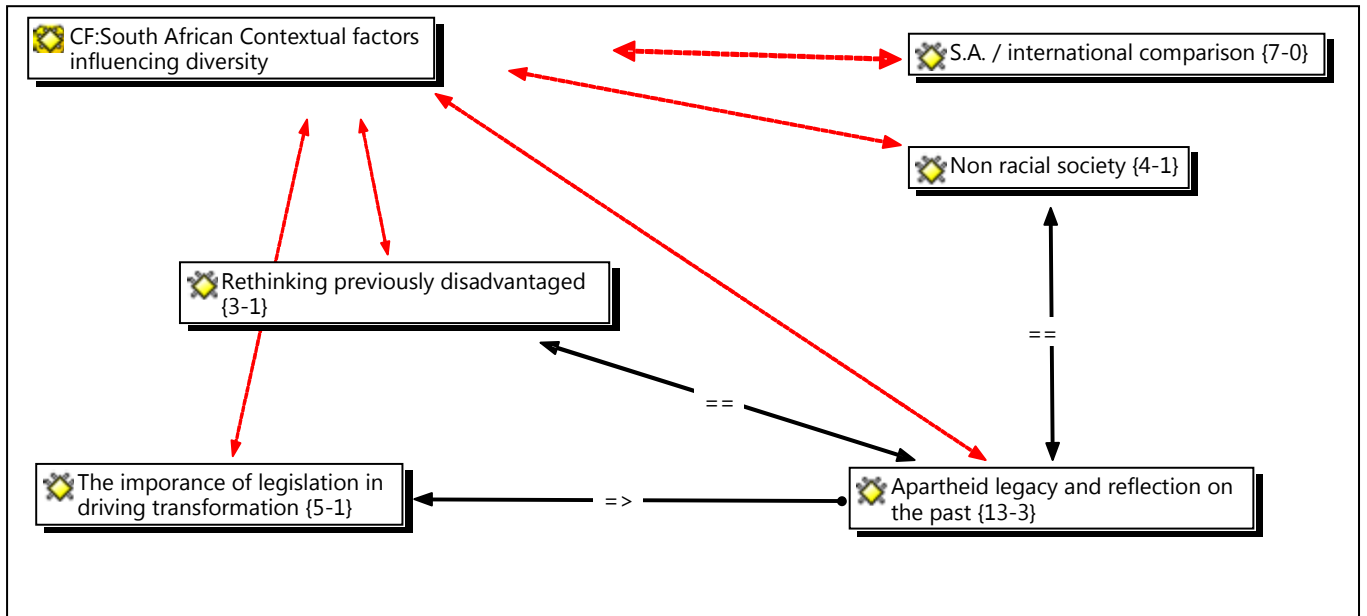 CF:South African Contextual factors
influencing diversity
S.A. / international comparison {7-0}
Non racial society {4-1}
Rethinking previously disadvantaged
{3-1}
==
==
The imporance of legislation in
driving transformation {5-1}
=>
Apartheid legacy and reflection on
the past {13-3}